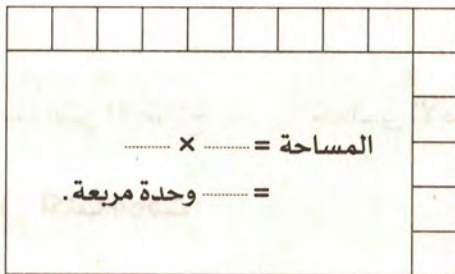 المساحة = ........ × ........
= ........ وحدة مربعة.